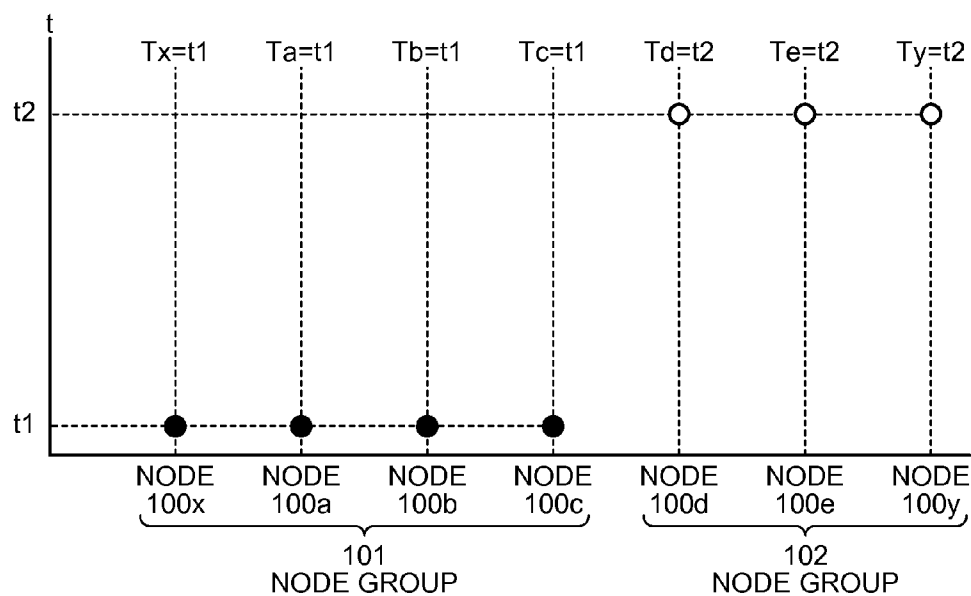 t
Tx=t1 Ta=t1 Tb=t1 Tc=t1 Td=t2 Te=t2 Ty=t2
t2
t1
NODE NODE NODE NODE NODE NODE NODE
100x 100a 100b 100c 100d 100e 100y
101 102
NODE GROUP NODE GROUP